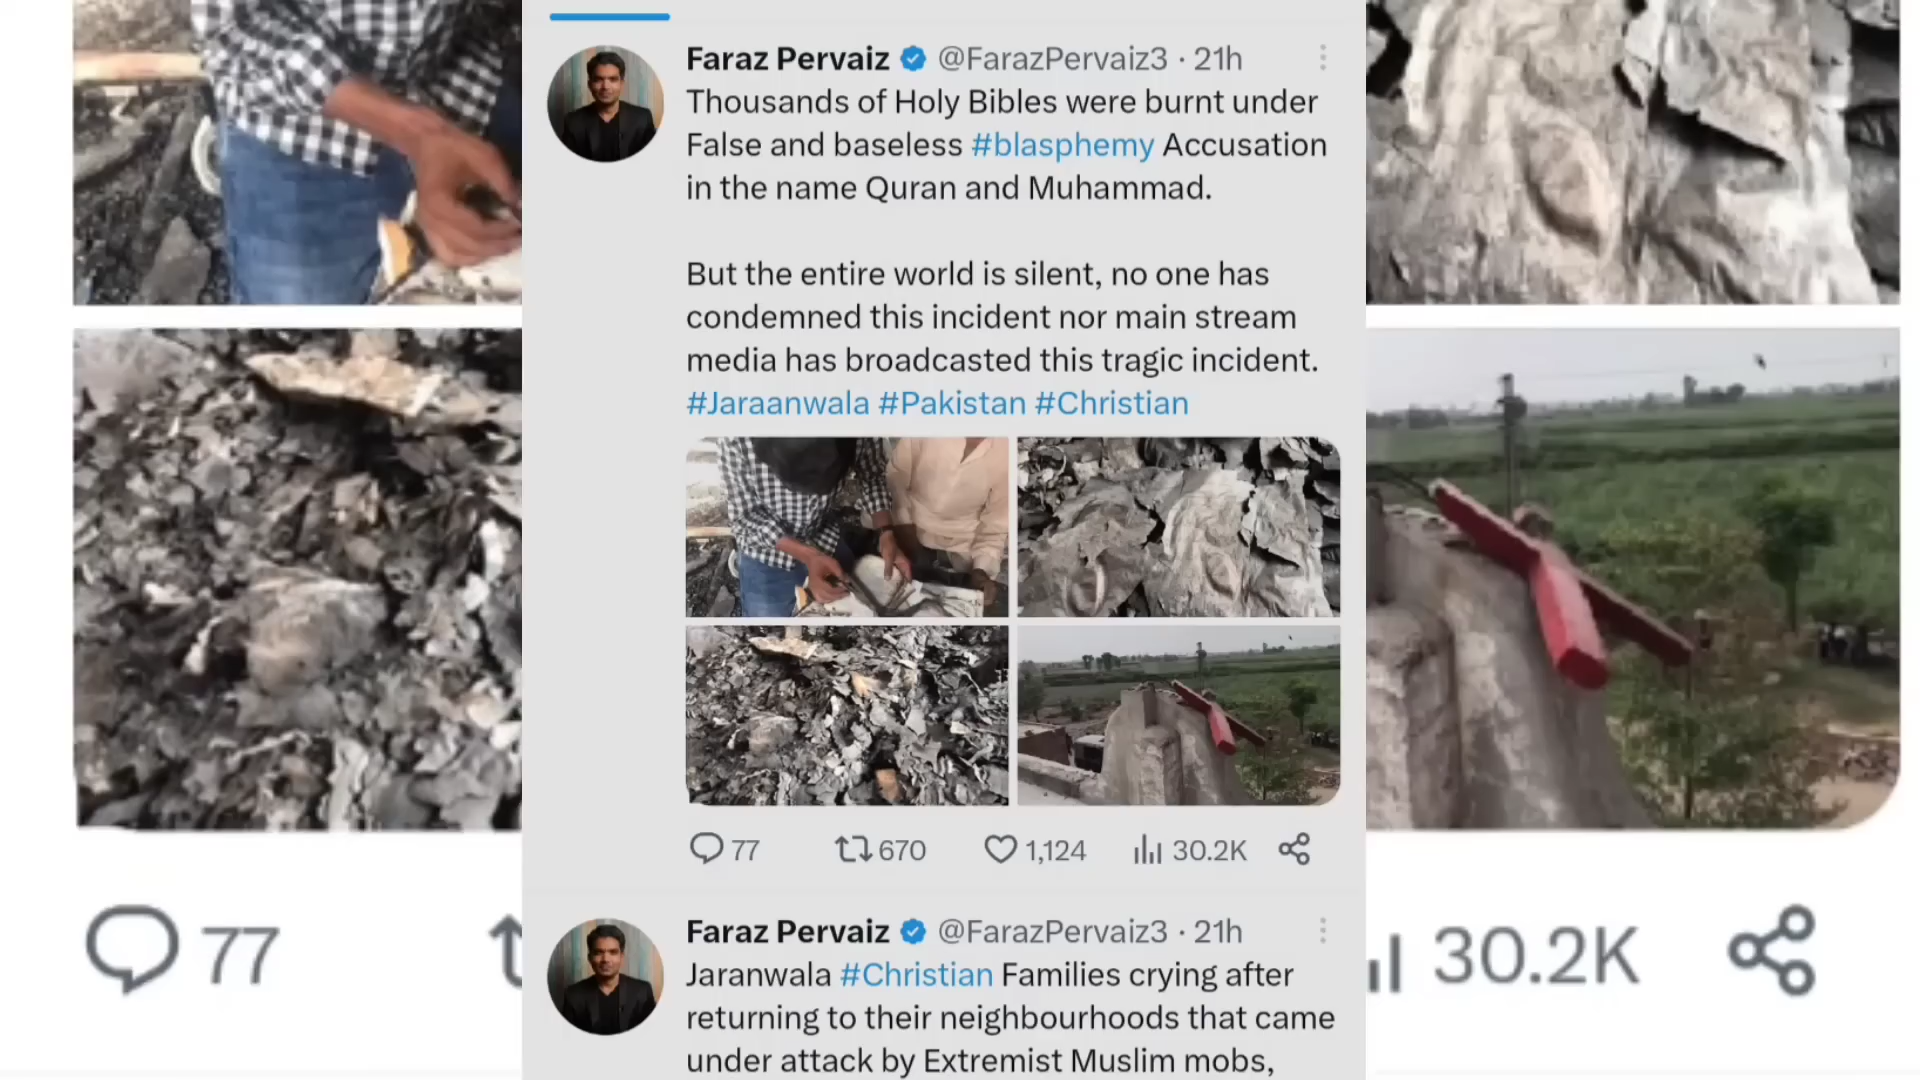 Faraz Pervaiz @FarazPervaiz3 · 21h
Thousands of Holy Bibles were burnt under
False and baseless #blasphemy Accusation
in the name Quran and Muhammad.
But the entire world is silent, no one has
condemned this incident nor main stream
media has broadcasted this tragic incident.
#Jaraanwala #Pakistan #Christian
77 670 1,124 30.2K
77
30.2K
Faraz Pervaiz @FarazPervaiz3 · 21h
Jaranwala #Christian Families crying after
returning to their neighbourhoods that came
under attack by Extremist Muslim mobs,